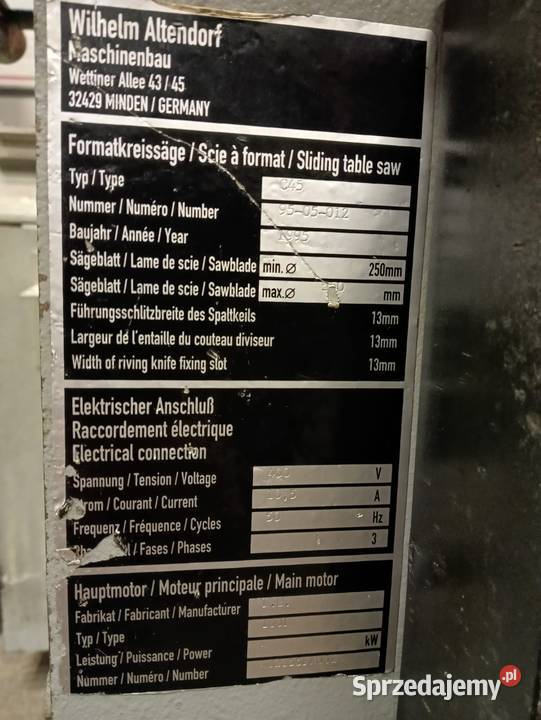 Wilhelm Altendorf
Maschinenbau
Wettiner Allee 43 / 45
32429 MINDEN / GERMANY
Formatkreissäge / Scie à format / Sliding table saw
Typ / Type C45
Nummer / Numéro / Number 95-05-012
Baujahr / Année / Year 1995
Sägeblatt / Lame de scie / Sawblade min. ⌀ 250mm
Sägeblatt / Lame de scie / Sawblade max. ⌀ mm
Führungsschlitzbreite des Spaltkeils 13mm
Largeur de l'entaille du couteau diviseur 13mm
Width of riving knife fixing slot 13mm
Elektrischer Anschluß
Raccordement électrique
Electrical connection
Spannung / Tension / Voltage V
/ Courant / Current A
Frequenz / Fréquence / Cycles 50 Hz
/ Fases / Phases 3
Hauptmotor / Moteur principale / Main motor
Fabrikat / Fabricant / Manufacturer
Typ / Type
Leistung / Puissance / Power kW
Nummer / Numéro / Number
Sprzedajemy.pl